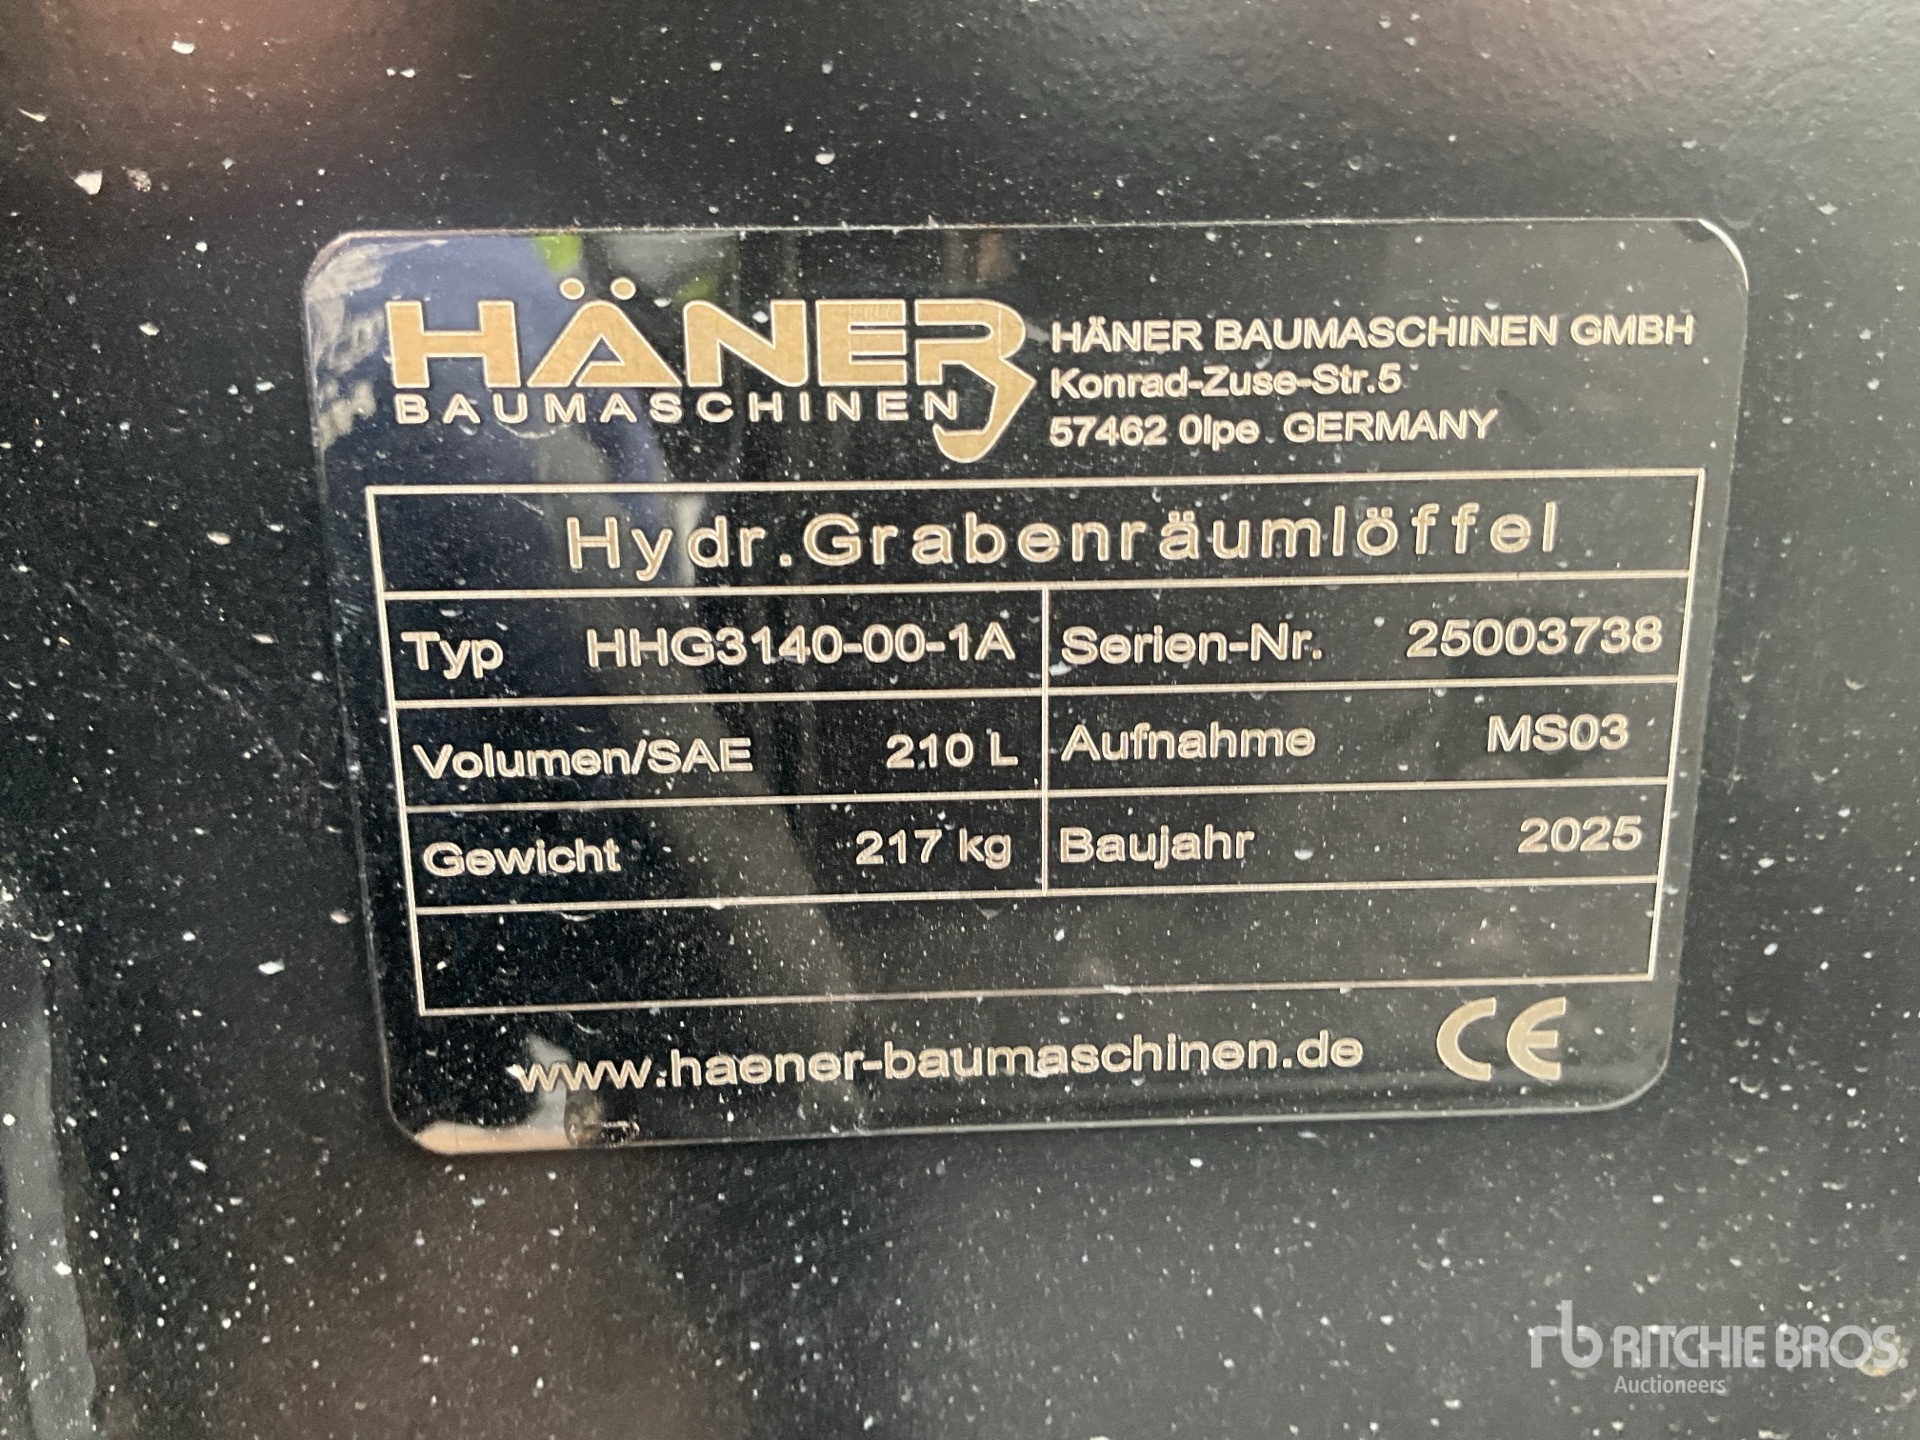 HÄNER
BAUMASCHINEN
HÄNER BAUMASCHINEN GMBH
Konrad-Zuse-Str.5
57462 Olpe GERMANY
Hydr.Grabenräumlöffel
Typ HHG3140-00-1A Serien-Nr. 25003738
Volumen/SAE 210 L Aufnahme MS03
Gewicht 217 kg Baujahr 2025
www.haener-baumaschinen.de CE
rb RITCHIE BROS.
Auctioneers